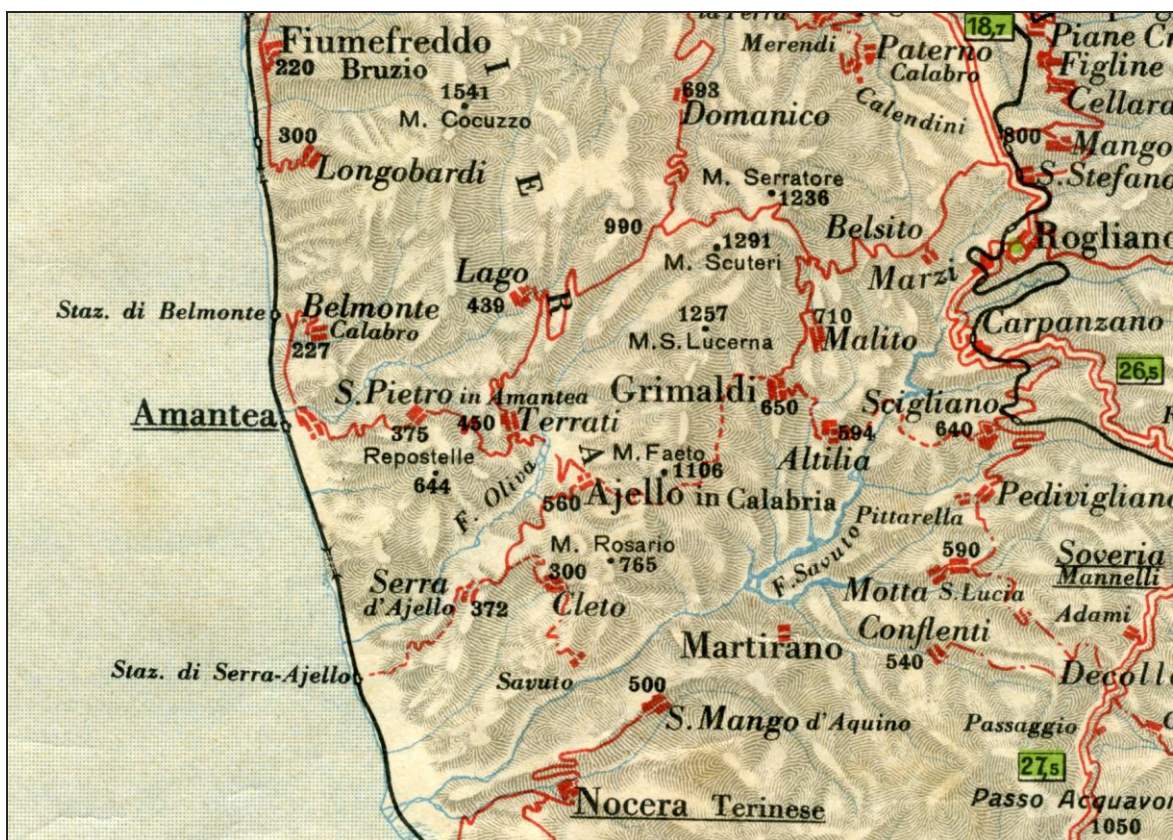 18,7
Piane
Fiumefreddo
220 Bruzio
Merendi
Paterno
Calabro
Figline
1541
M. Cocuzzo
693
Domanico
Calendini
Cellara
I
300
Longobardi
800
Mango
E
M. Serratore
1236
S. Stefano
990
Belsito
1291
M. Scuteri
Rogliano
Marzi
Lago
439
R
Staz. di Belmonte
Belmonte
Calabro
227
1257
M.S. Lucerna
710
Malito
Carpanzano
26,5
S. Pietro in Amantea
Grimaldi
650
Amantea
450
Terrati
375
Scigliano
640
594
Altilia
Repostelle
644
F. Oliva
A
M. Faeto
1106
560
Ajello in Calabria
Pedivigliano
Pittarella
M. Rosario
765
F. Savuto
590
Soveria
Mannelli
Serra
d'Ajello
372
300
Cleto
Motta S. Lucia
Adami
Martirano
Conflenti
540
Staz. di Serra-Ajello
Savuto
Decolla
500
S. Mango d'Aquino
Passaggio
27,5
Nocera Terinese
Passo Acquavo
1050